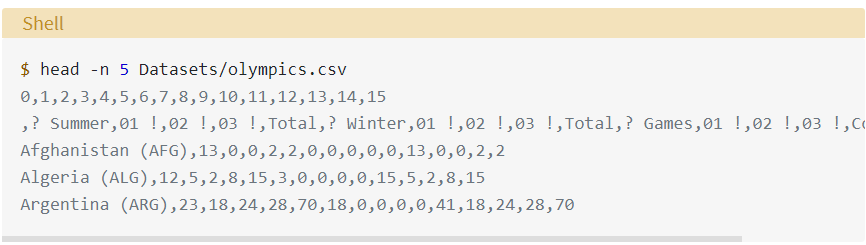 Shell
$ head -n 5 Datasets/olympics.csv
0,1,2,3,4,5,6,7,8,9,10,11,12,13,14,15
,? Summer,01 !,02 !,03 !,Total,? Winter,01 !,02 !,03 !,Total,? Games,01 !,02 !,03 !,Co
Afghanistan (AFG),13,0,0,2,2,0,0,0,0,0,13,0,0,2,2
Algeria (ALG),12,5,2,8,15,3,0,0,0,0,15,5,2,8,15
Argentina (ARG),23,18,24,28,70,18,0,0,0,0,41,18,24,28,70